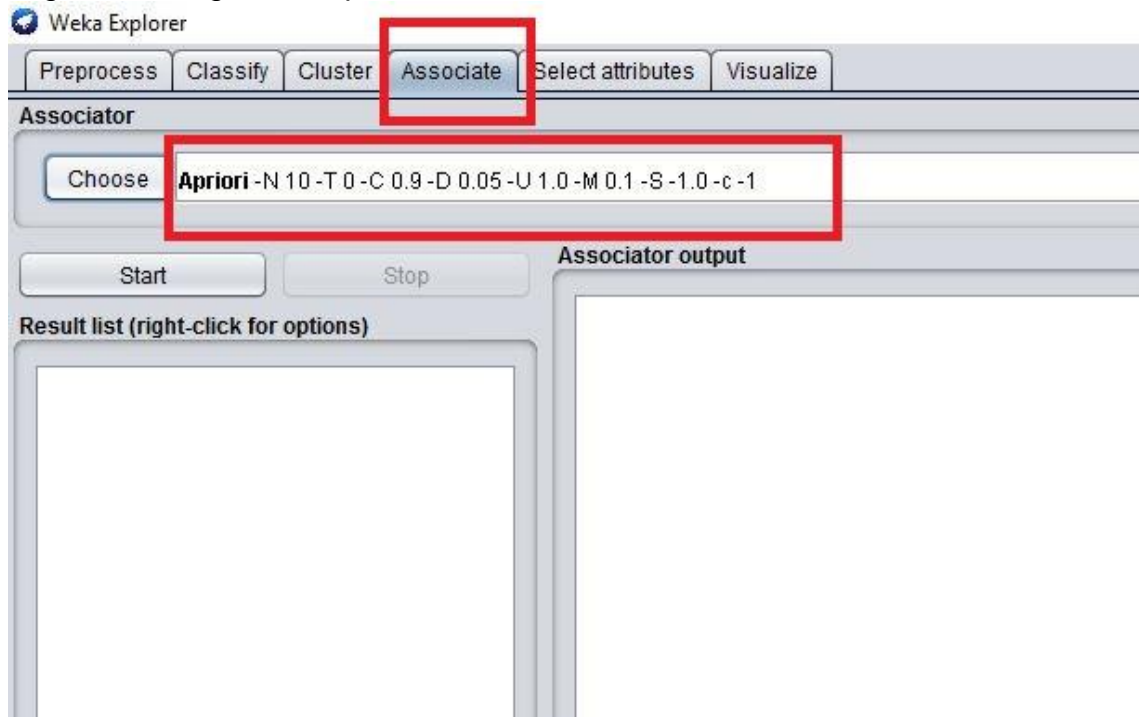 Weka Explorer
Preprocess Classify Cluster Associate Select attributes Visualize
Associator
Choose Apriori -N 10 -T 0 -C 0.9 -D 0.05 -U 1.0 -M 0.1 -S -1.0 -c -1
Start Stop
Associator output
Result list (right-click for options)